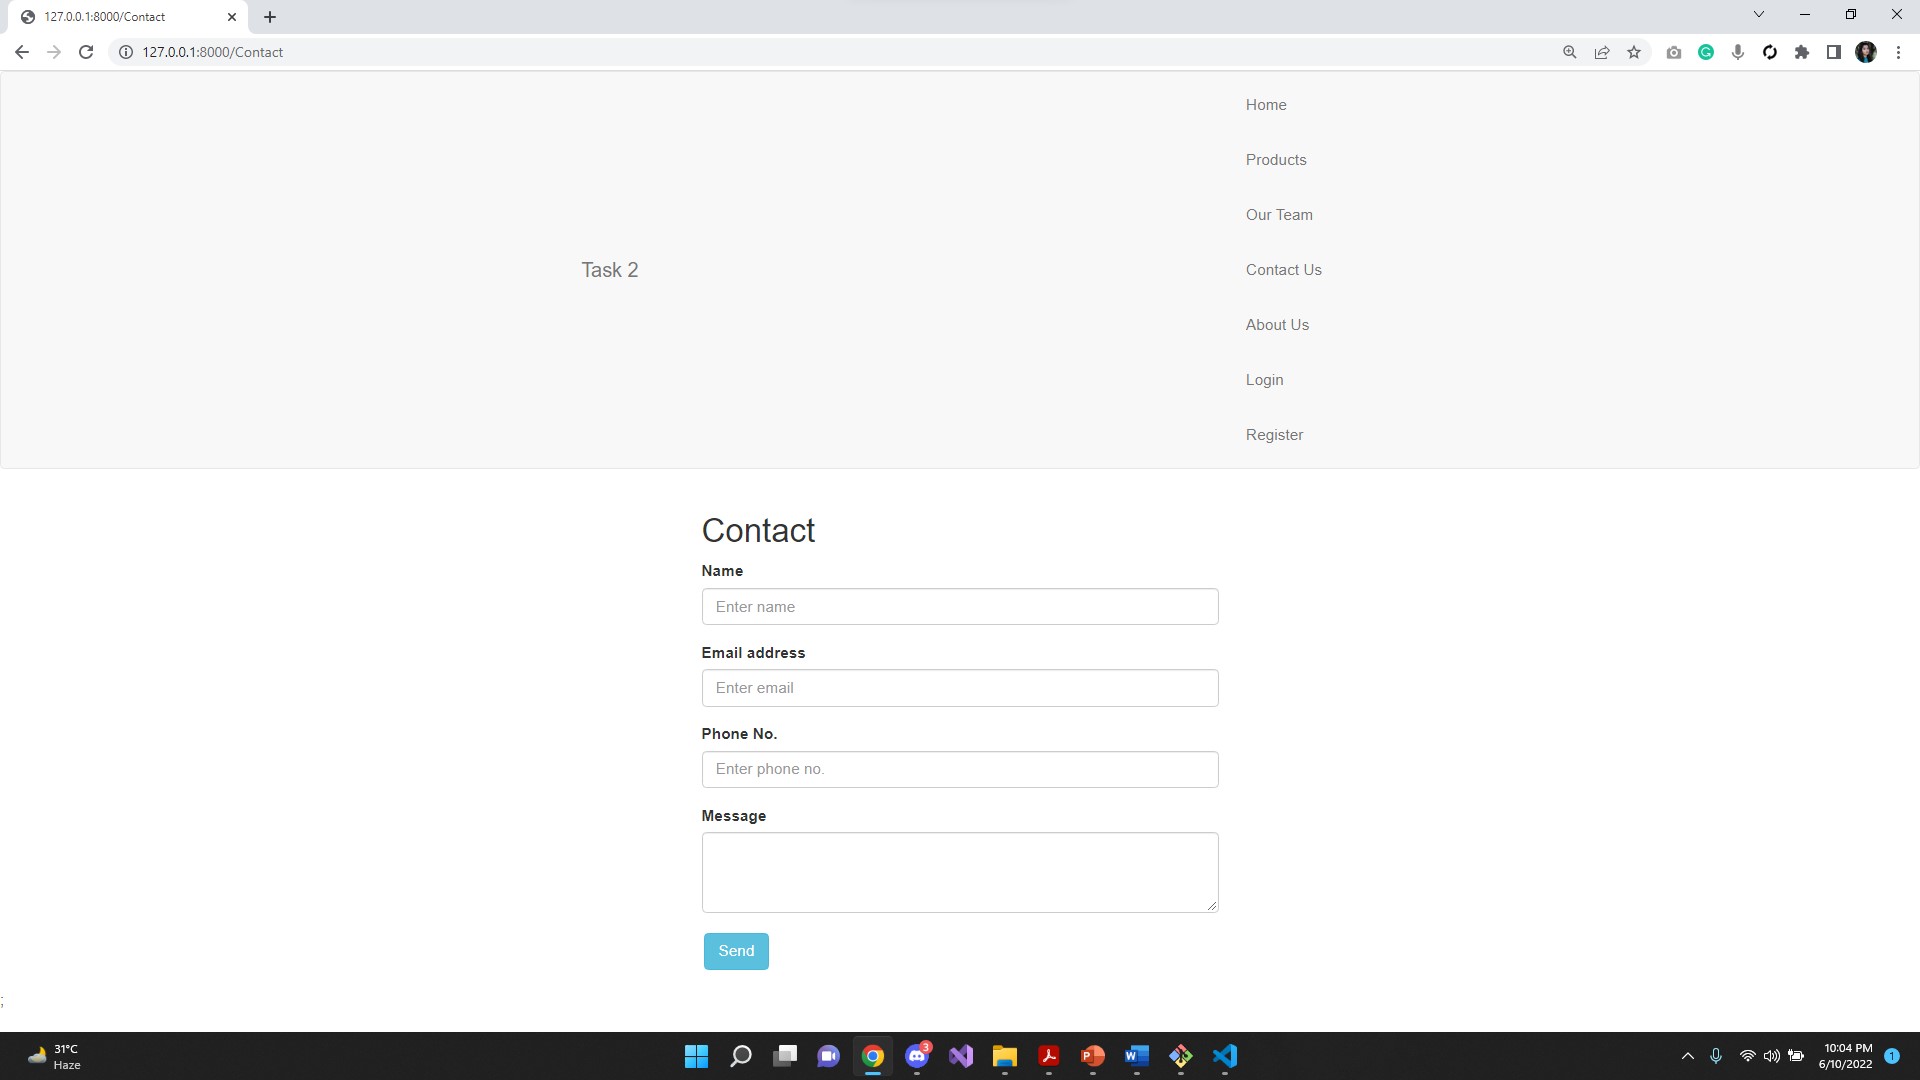 127.0.0.1:8000/Contact
127.0.0.1:8000/Contact
Home
Products
Our Team
Task 2
Contact Us
About Us
Login
Register
Contact
Name
Enter name
Email address
Enter email
Phone No.
Enter phone no.
Message
Send
;
31°C
Haze
3
10:04 PM
6/10/2022
1